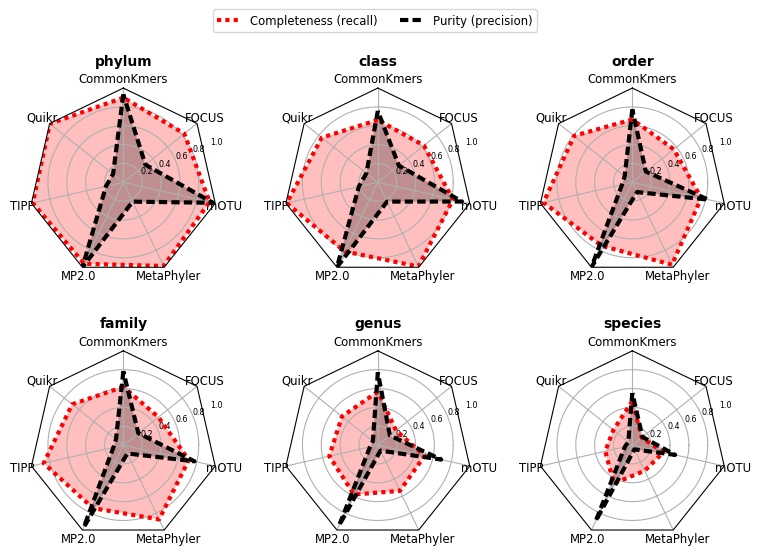 Completeness (recall) Purity (precision)
phylum class order
CommonKmers CommonKmers CommonKmers
Quikr FOCUS Quikr FOCUS Quikr FOCUS
1.0 1.0 1.0
0.8 0.8 0.8
0.6 0.6 0.6
0.4 0.4 0.4
0.2 0.2 0.2
TIPP mOTU TIPP mOTU TIPP mOTU
MP2.0 MetaPhyler MP2.0 MetaPhyler MP2.0 MetaPhyler
family genus species
CommonKmers CommonKmers CommonKmers
Quikr FOCUS Quikr FOCUS Quikr FOCUS
1.0 1.0 1.0
0.8 0.8 0.8
0.6 0.6 0.6
0.4 0.4 0.4
0.2 0.2 0.2
TIPP mOTU TIPP mOTU TIPP mOTU
MP2.0 MetaPhyler MP2.0 MetaPhyler MP2.0 MetaPhyler